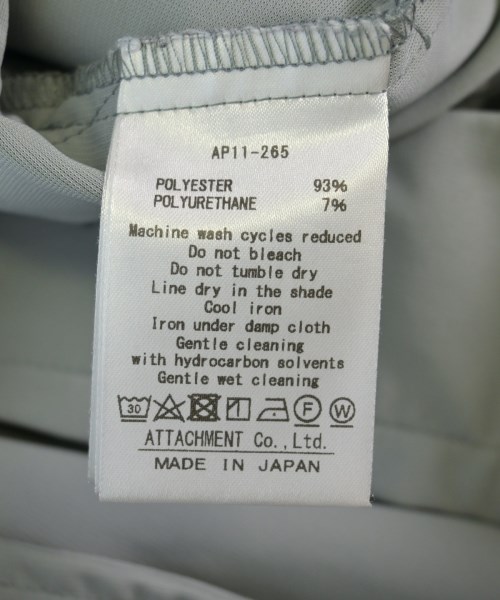 AP11-265
POLYESTER 93%
POLYURETHANE 7%
Machine wash cycles reduced
Do not bleach
Do not tumble dry
Line dry in the shade
Cool iron
Iron under damp cloth
Gentle cleaning
with hydrocarbon solvents
Gentle wet cleaning
30 F W
ATTACHMENT Co.,Ltd.
MADE IN JAPAN